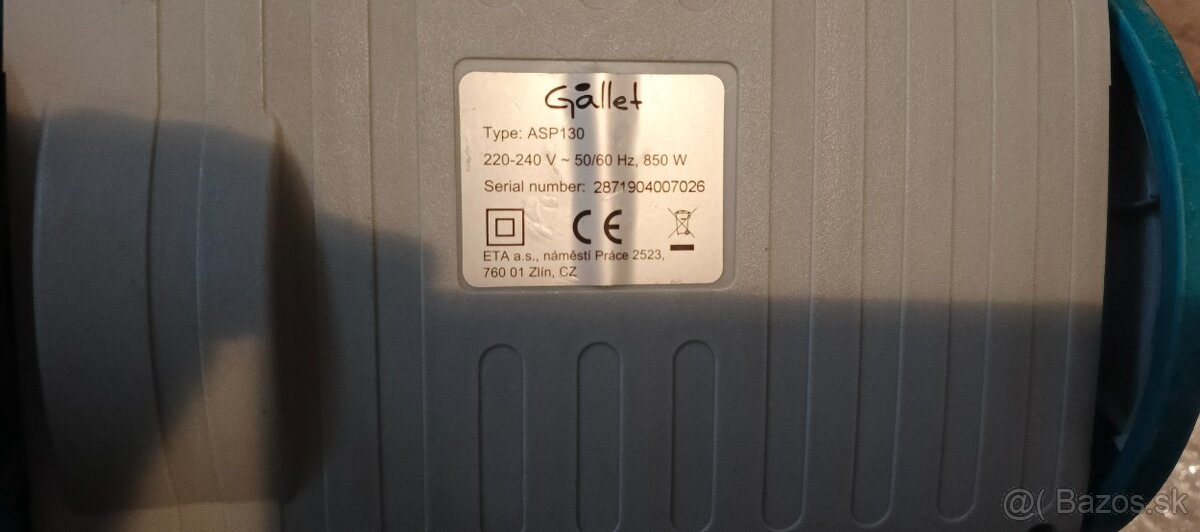 Gallet
Type: ASP130
220-240 V ~ 50/60 Hz, 850 W
Serial number: 2871904007026
CE
ETA a.s., náměstí Práce 2523,
760 01 Zlín, CZ
@( Bazos.sk